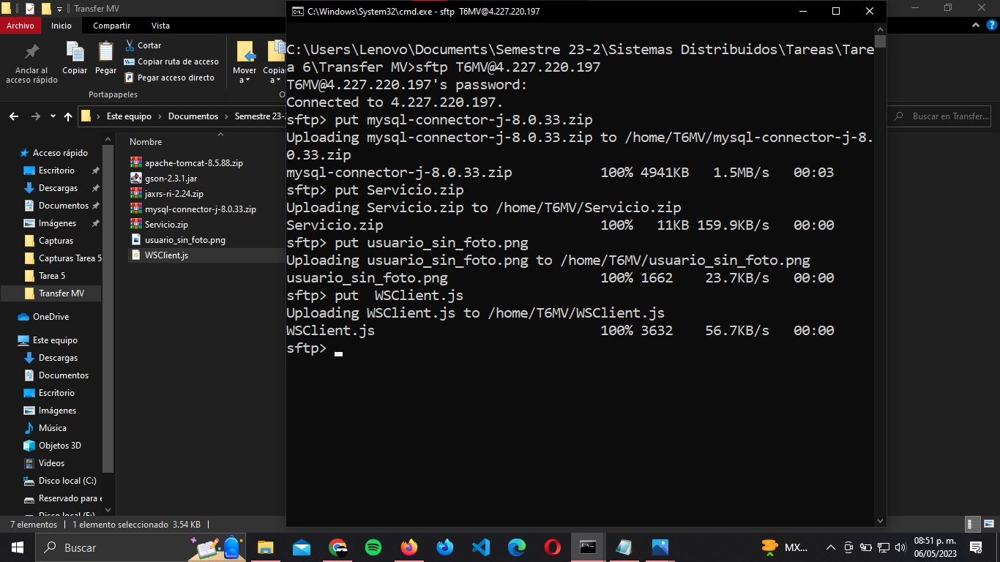 Transfer MV
Archivo
Inicio
Compartir
Vista
Anclar al
acceso rápido
Copiar
Pegar
Cortar
Copiar ruta de acceso
Pegar acceso directo
Portapapeles
Mover
a
Copiar
a
Este equipo
Documentos
Semestre 23-2
Buscar en Transfer...
Acceso rápido
Escritorio
Descargas
Documentos
Imágenes
Capturas
Capturas Tarea 5
Tarea 5
Transfer MV
OneDrive
Este equipo
Descargas
Documentos
Escritorio
Imágenes
Música
Objetos 3D
Videos
Disco local (C:)
Reservado para e
Disco local (E:)
Nombre
apache-tomcat-8.5.88.zip
gson-2.3.1.jar
jaxrs-ri-2.24.zip
mysql-connector-j-8.0.33.zip
Servicio.zip
usuario_sin_foto.png
WSClient.js
7 elementos
1 elemento seleccionado 3.54 KB
C:\Windows\System32\cmd.exe - sftp T6MV@4.227.220.197
C:\Users\Lenovo\Documents\Semestre 23-2\Sistemas Distribuidos\Tareas\Tare
a 6\Transfer MV>sftp T6MV@4.227.220.197
T6MV@4.227.220.197's password:
Connected to 4.227.220.197.
sftp> put mysql-connector-j-8.0.33.zip
Uploading mysql-connector-j-8.0.33.zip to /home/T6MV/mysql-connector-j-8.
0.33.zip
mysql-connector-j-8.0.33.zip 100% 4941KB 1.5MB/s 00:03
sftp> put Servicio.zip
Uploading Servicio.zip to /home/T6MV/Servicio.zip
Servicio.zip 100% 11KB 159.9KB/s 00:00
sftp> put usuario_sin_foto.png
Uploading usuario_sin_foto.png to /home/T6MV/usuario_sin_foto.png
usuario_sin_foto.png 100% 1662 23.7KB/s 00:00
sftp> put  WSClient.js
Uploading WSClient.js to /home/T6MV/WSClient.js
WSClient.js 100% 3632 56.7KB/s 00:00
sftp>
Buscar
MX...
08:51 p. m.
06/05/2023